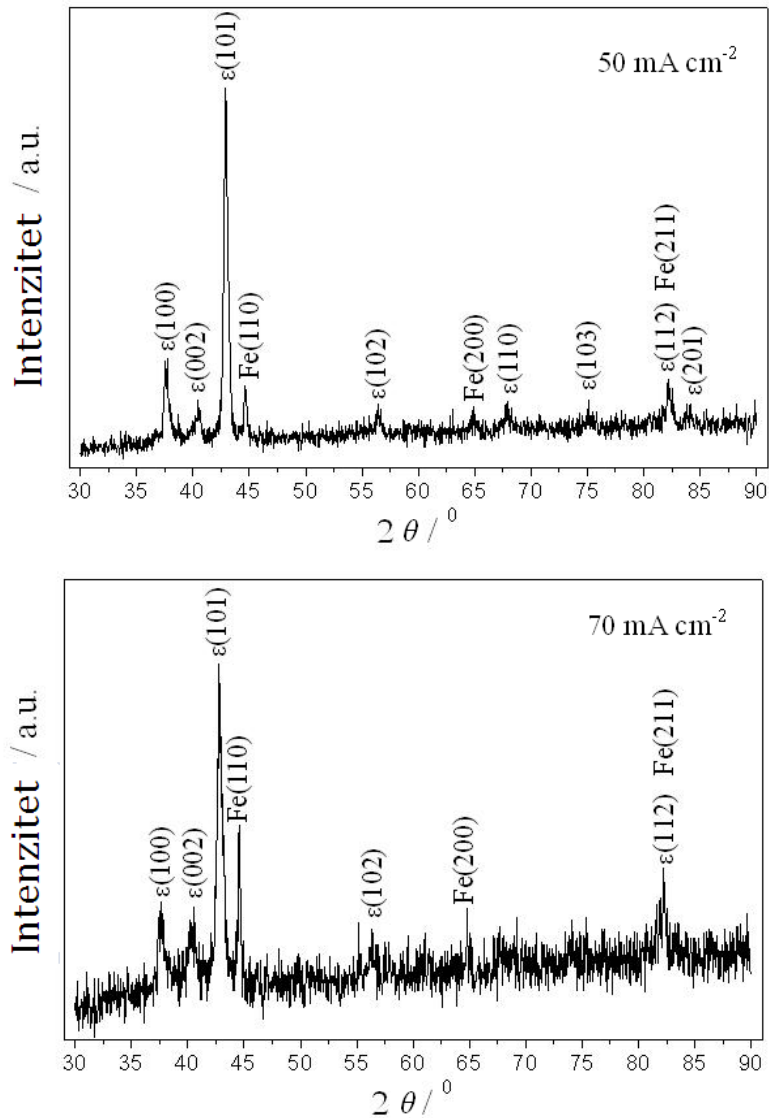 50 mA cm-2
Intenzitet / a.u.
ε(100)
ε(002)
ε(101)
Fe(110)
ε(102)
Fe(200)
ε(110)
ε(103)
ε(112) Fe(211)
ε(201)
30 35 40 45 50 55 60 65 70 75 80 85 90
2 θ / 0
70 mA cm-2
Intenzitet / a.u.
ε(100)
ε(002)
ε(101)
Fe(110)
ε(102)
Fe(200)
ε(112) Fe(211)
30 35 40 45 50 55 60 65 70 75 80 85 90
2 θ / 0